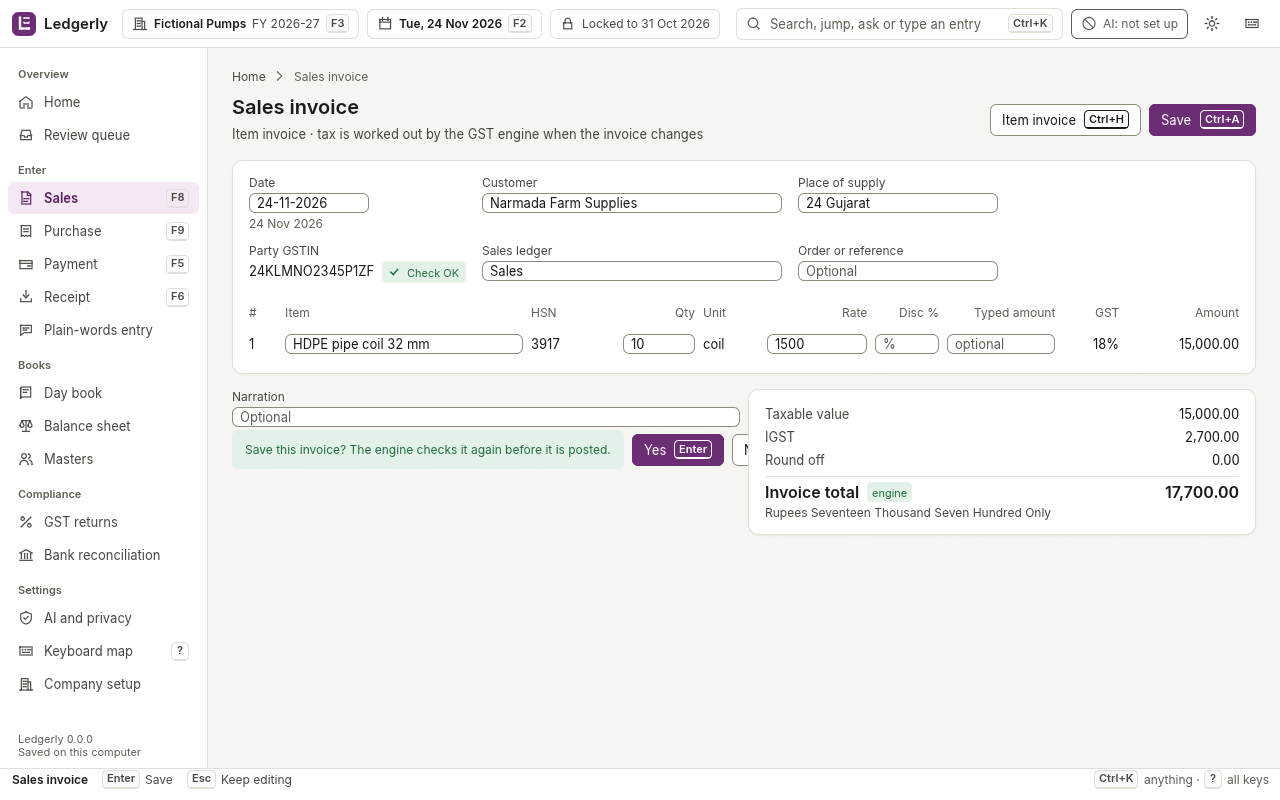 Ledgerly
Fictional Pumps FY 2026-27 F3
Tue, 24 Nov 2026 F2
Locked to 31 Oct 2026
Search, jump, ask or type an entry Ctrl+K
AI: not set up
Overview
Home
Review queue
Enter
Sales F8
Purchase F9
Payment F5
Receipt F6
Plain-words entry
Books
Day book
Balance sheet
Masters
Compliance
GST returns
Bank reconciliation
Settings
AI and privacy
Keyboard map ?
Company setup
Ledgerly 0.0.0
Saved on this computer
Home > Sales invoice
Sales invoice
Item invoice · tax is worked out by the GST engine when the invoice changes
Item invoice Ctrl+H
Save Ctrl+A
Date Customer Place of supply
24-11-2026 Narmada Farm Supplies 24 Gujarat
24 Nov 2026
Party GSTIN Sales ledger Order or reference
24KLMNO2345P1ZF Check OK Sales Optional
# Item HSN Qty Unit Rate Disc % Typed amount GST Amount
1 HDPE pipe coil 32 mm 3917 10 coil 1500 % optional 18% 15,000.00
Narration
Optional
Save this invoice? The engine checks it again before it is posted. Yes Enter
Taxable value 15,000.00
IGST 2,700.00
Round off 0.00
Invoice total engine 17,700.00
Rupees Seventeen Thousand Seven Hundred Only
Sales invoice Enter Save Esc Keep editing
Ctrl+K anything · ? all keys